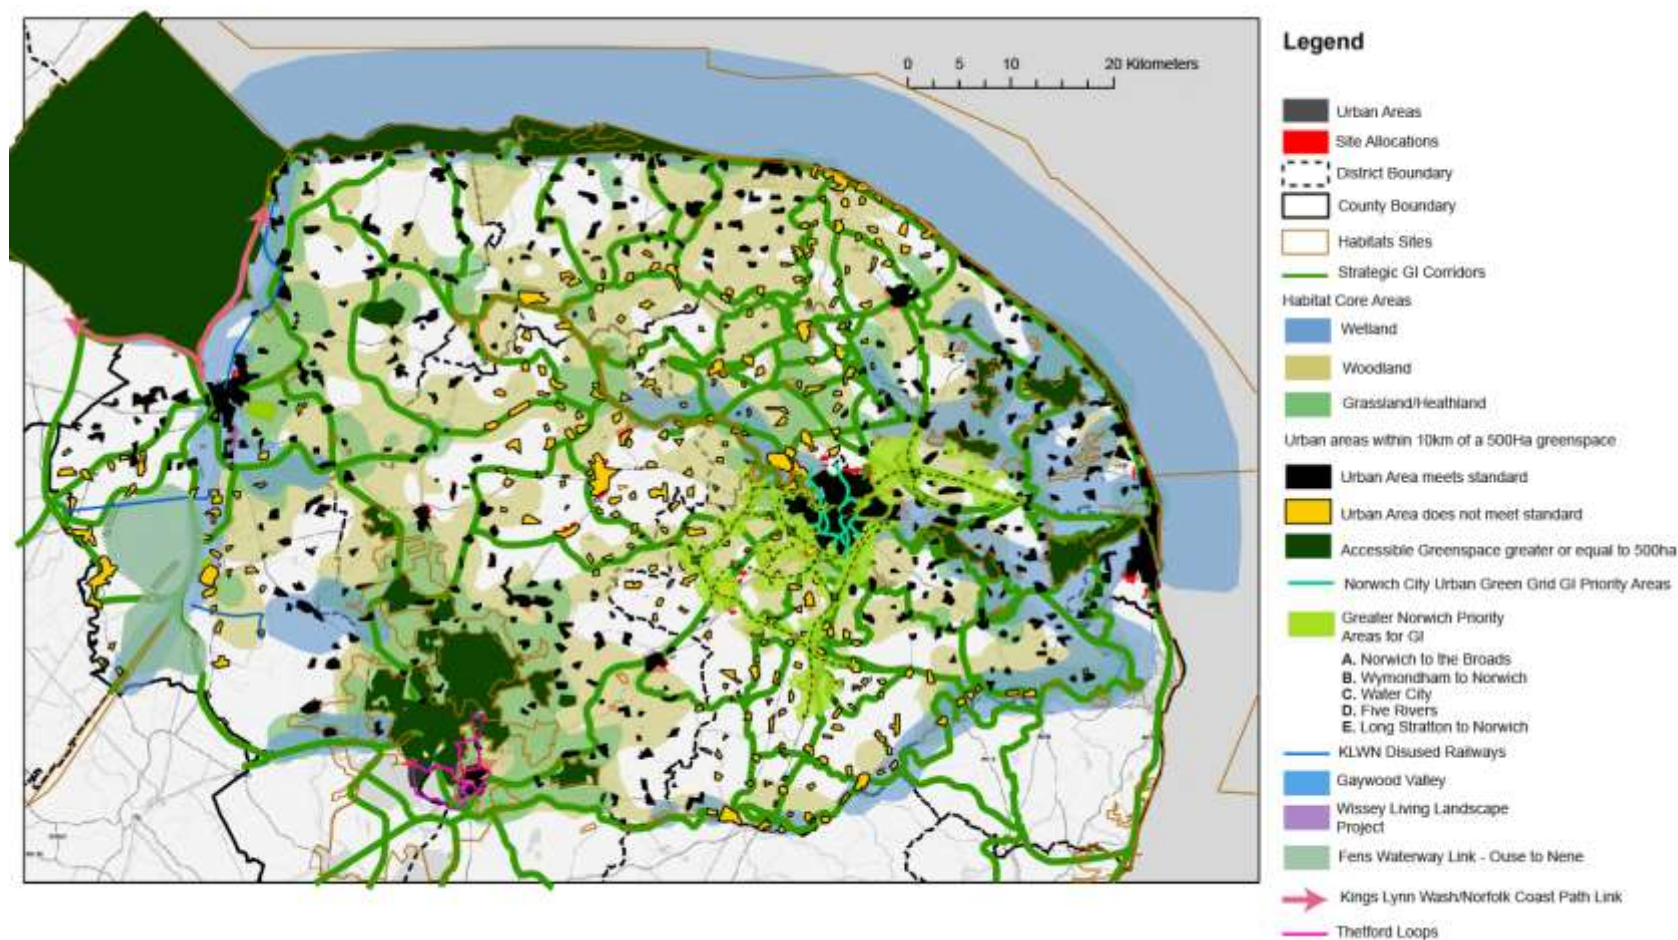 0 5 10 20 Kilometers
Legend
Urban Areas
Site Allocations
District Boundary
County Boundary
Habitats Sites
Strategic GI Corridors
Habitat Core Areas
Wetland
Woodland
Grassland/Heathland
Urban areas within 10km of a 500Ha greenspace
Urban Area meets standard
Urban Area does not meet standard
Accessible Greenspace greater or equal to 500ha
Norwich City Urban Green Grid GI Priority Areas
Greater Norwich Priority
Areas for GI
A. Norwich to the Broads
B. Wymondham to Norwich
C. Water City
D. Five Rivers
E. Long Stratton to Norwich
KLWN Disused Railways
Gaywood Valley
Wissey Living Landscape
Project
Fens Waterway Link - Ouse to Nene
Kings Lynn Wash/Norfolk Coast Path Link
Thetford Loops